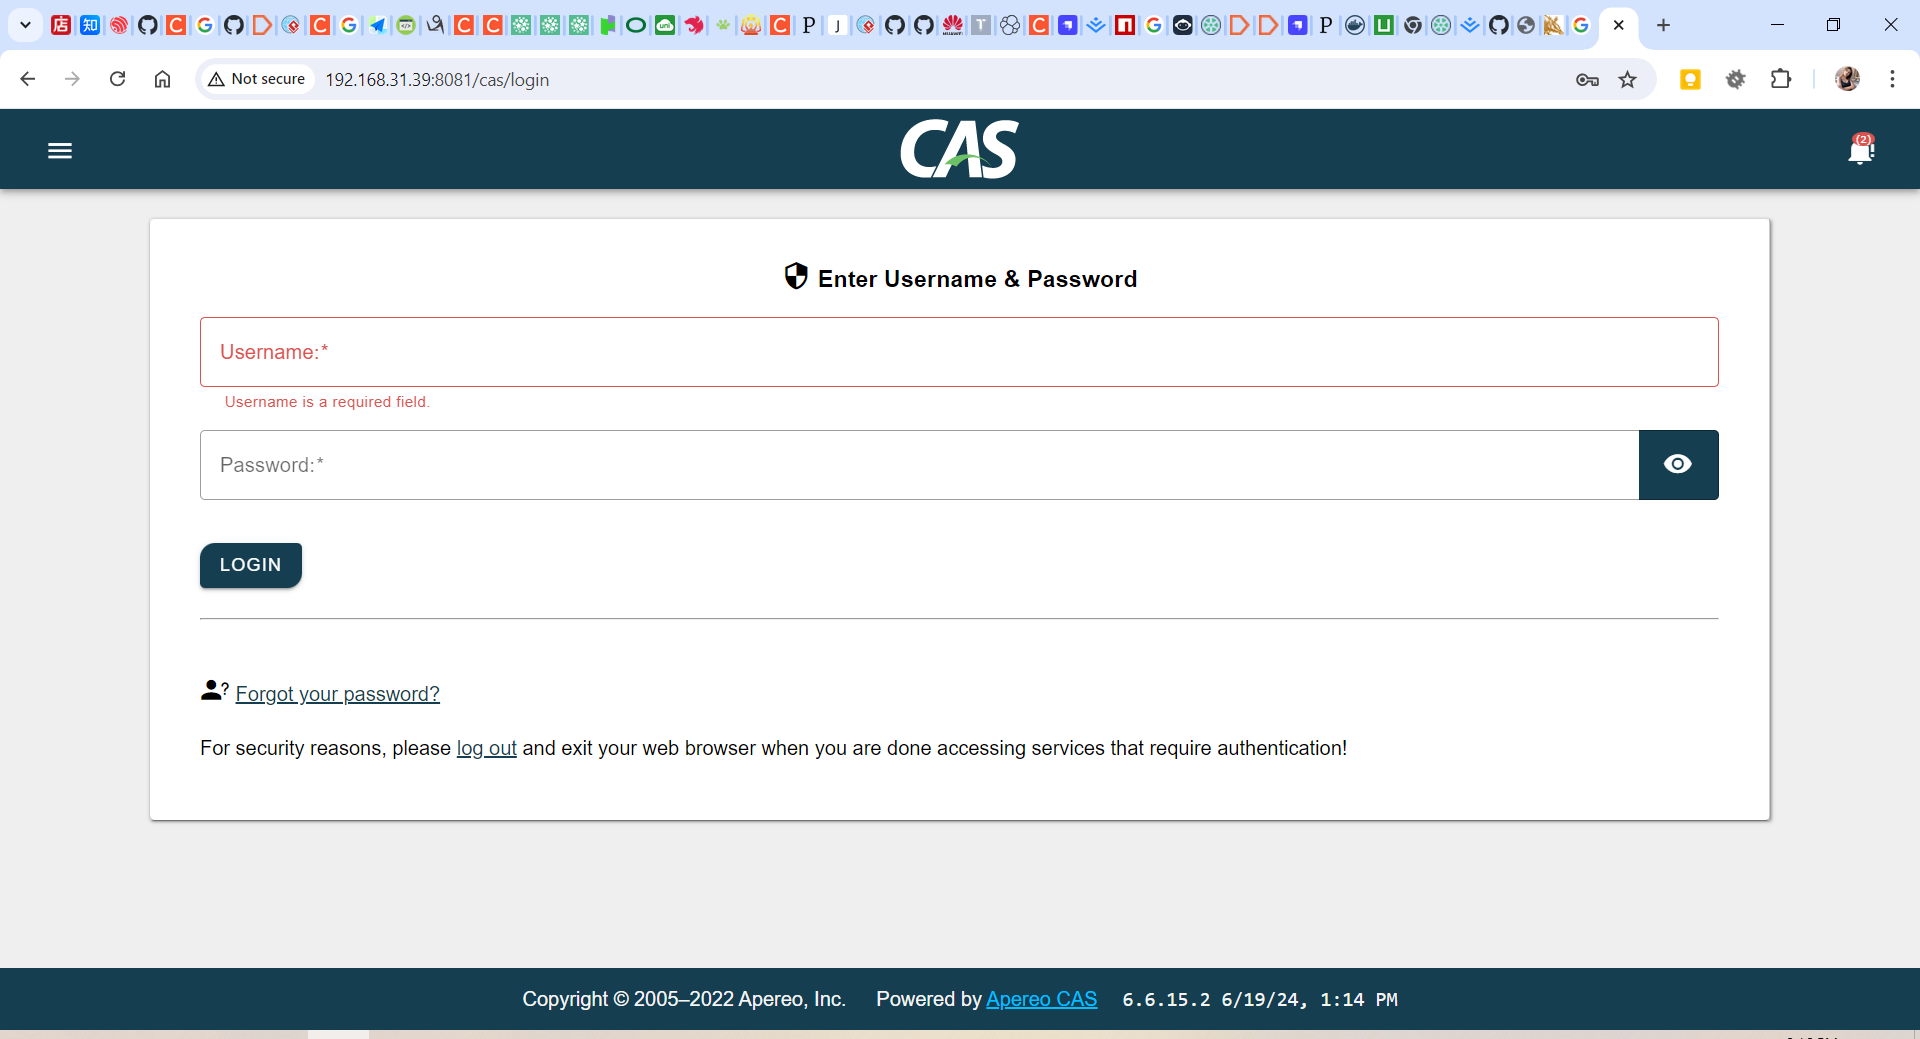 Not secure 192.168.31.39:8081/cas/login
CAS
(2)
Enter Username & Password
Username:*
Username is a required field.
Password:*
LOGIN
Forgot your password?
For security reasons, please log out and exit your web browser when you are done accessing services that require authentication!
Copyright © 2005–2022 Apereo, Inc. Powered by Apereo CAS 6.6.15.2 6/19/24, 1:14 PM